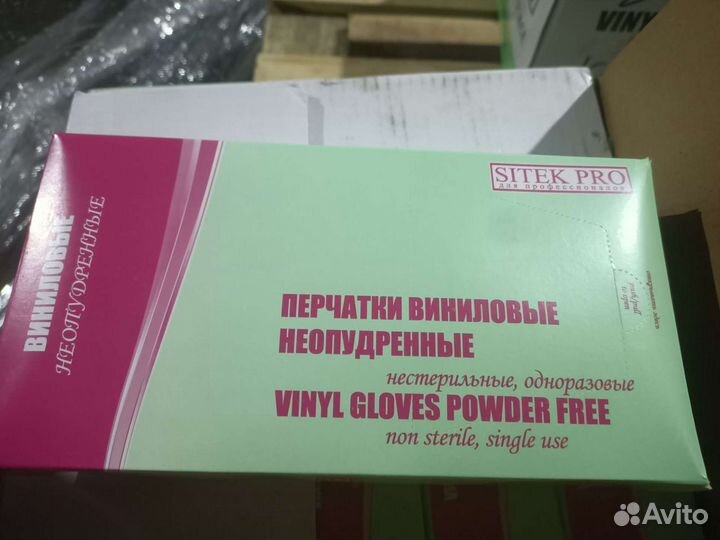 VINYL
SITEK PRO
для профессионалов
ВИНИЛОВЫЕ
НЕОПУДРЕННЫЕ
ПЕРЧАТКИ ВИНИЛОВЫЕ
НЕОПУДРЕННЫЕ
нестерильные, одноразовые
VINYL GLOVES POWDER FREE
non sterile, single use
Avito